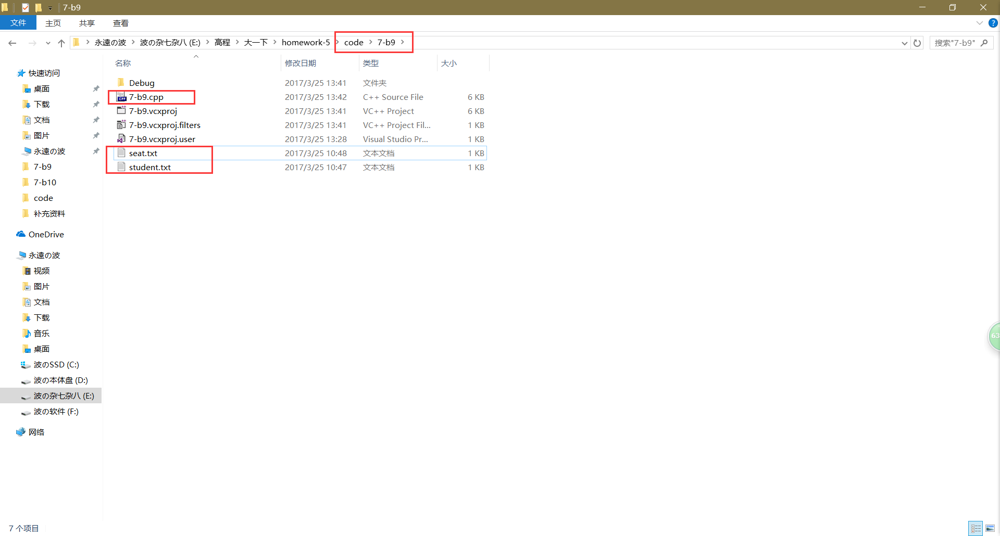 7-b9
文件 主页 共享 查看
永遠の波 波の杂七杂八 (E:) 高程 大一下 homework-5 code 7-b9 搜索"7-b9"
名称 修改日期 类型 大小
快速访问
桌面
下载
文档
图片
永遠の波
7-b9
7-b10
code
补充资料
OneDrive
永遠の波
视频
图片
文档
下载
音乐
桌面
波のSSD (C:)
波の本体盘 (D:)
波の杂七杂八 (E:)
波の软件 (F:)
网络
Debug 2017/3/25 13:41 文件夹
7-b9.cpp 2017/3/25 13:42 C++ Source File 6 KB
7-b9.vcxproj 2017/3/25 13:41 VC++ Project 6 KB
7-b9.vcxproj.filters 2017/3/25 13:41 VC++ Project Fil... 1 KB
7-b9.vcxproj.user 2017/3/25 13:28 Visual Studio Pr... 1 KB
seat.txt 2017/3/25 10:48 文本文档 1 KB
student.txt 2017/3/25 10:47 文本文档 1 KB
63
7 个项目